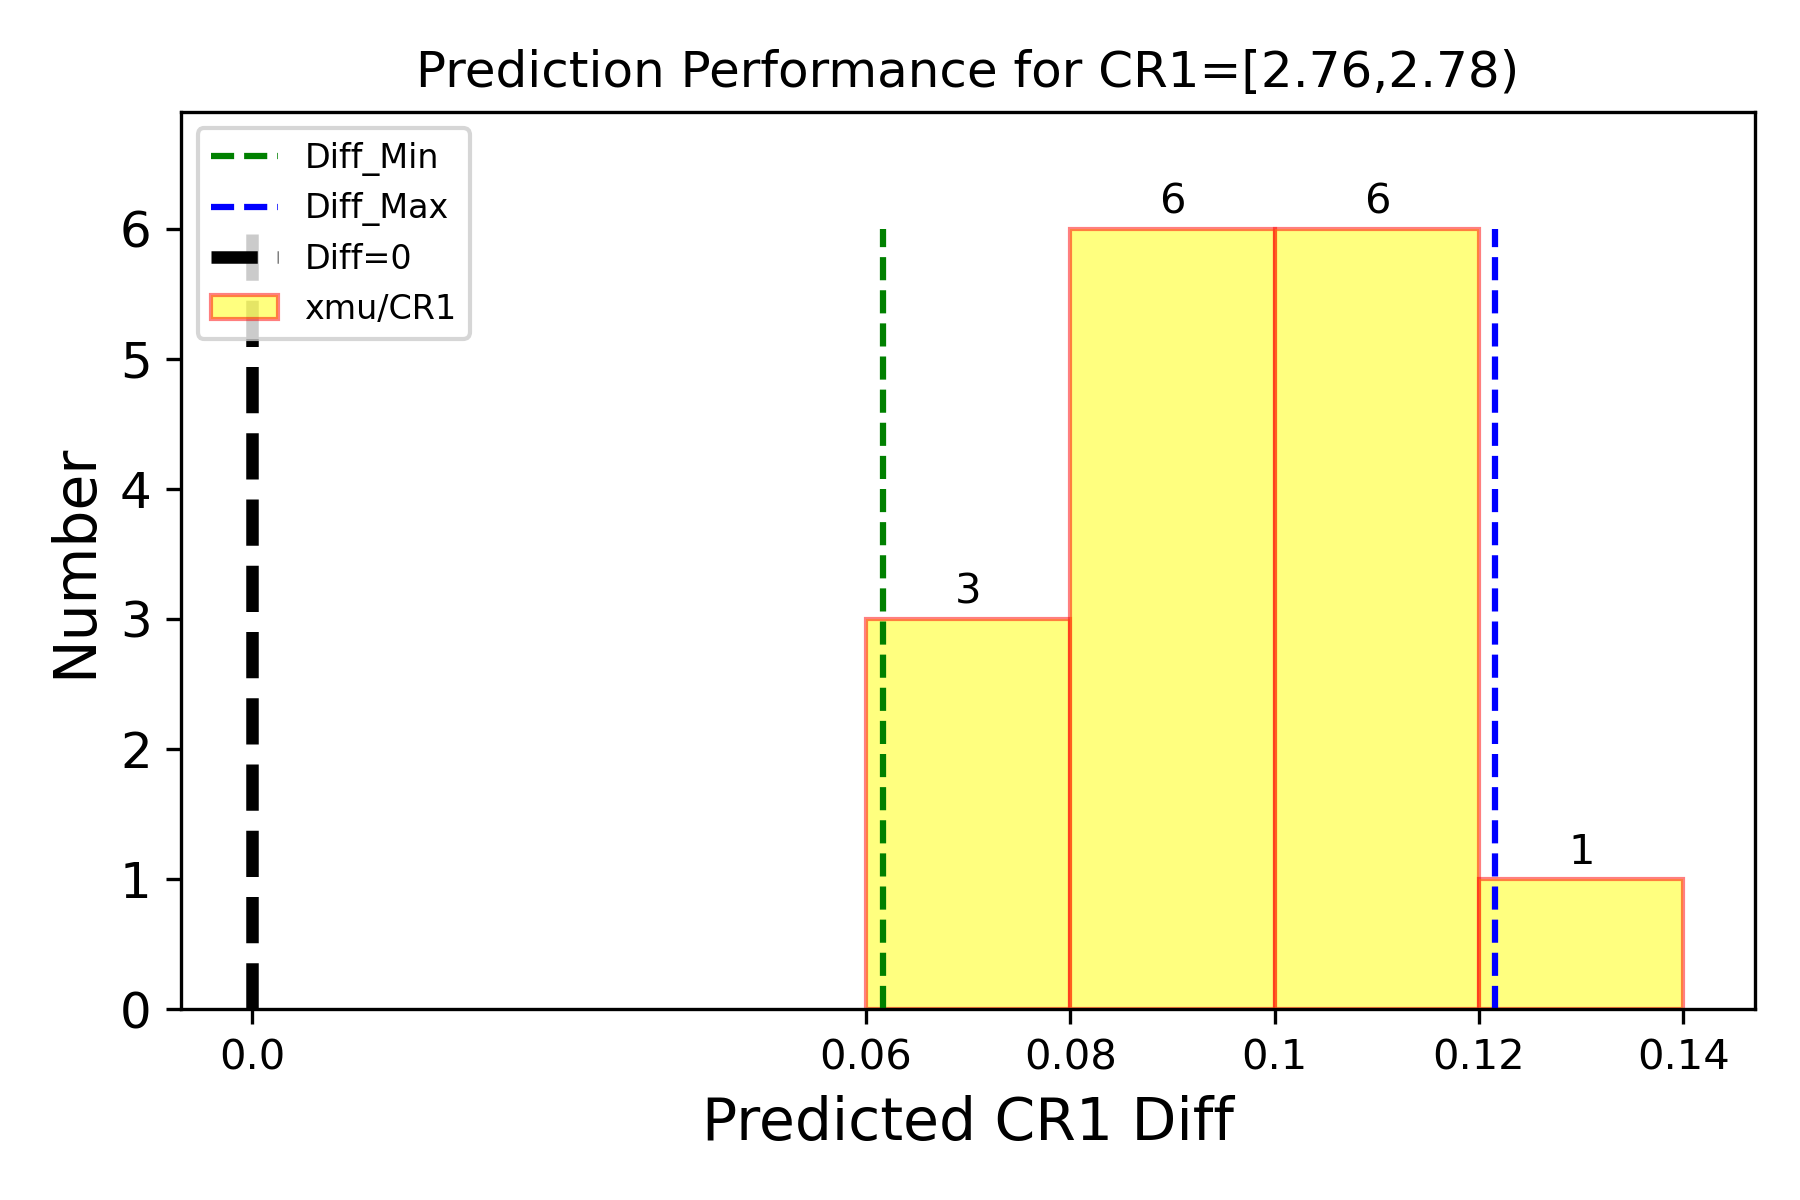 Prediction Performance for CR1=[2.76,2.78)
Diff_Min
Diff_Max
Diff=0
xmu/CR1
6
5
4
3
2
1
0
Number
3
6
6
1
0.0
0.06
0.08
0.1
0.12
0.14
Predicted CR1 Diff